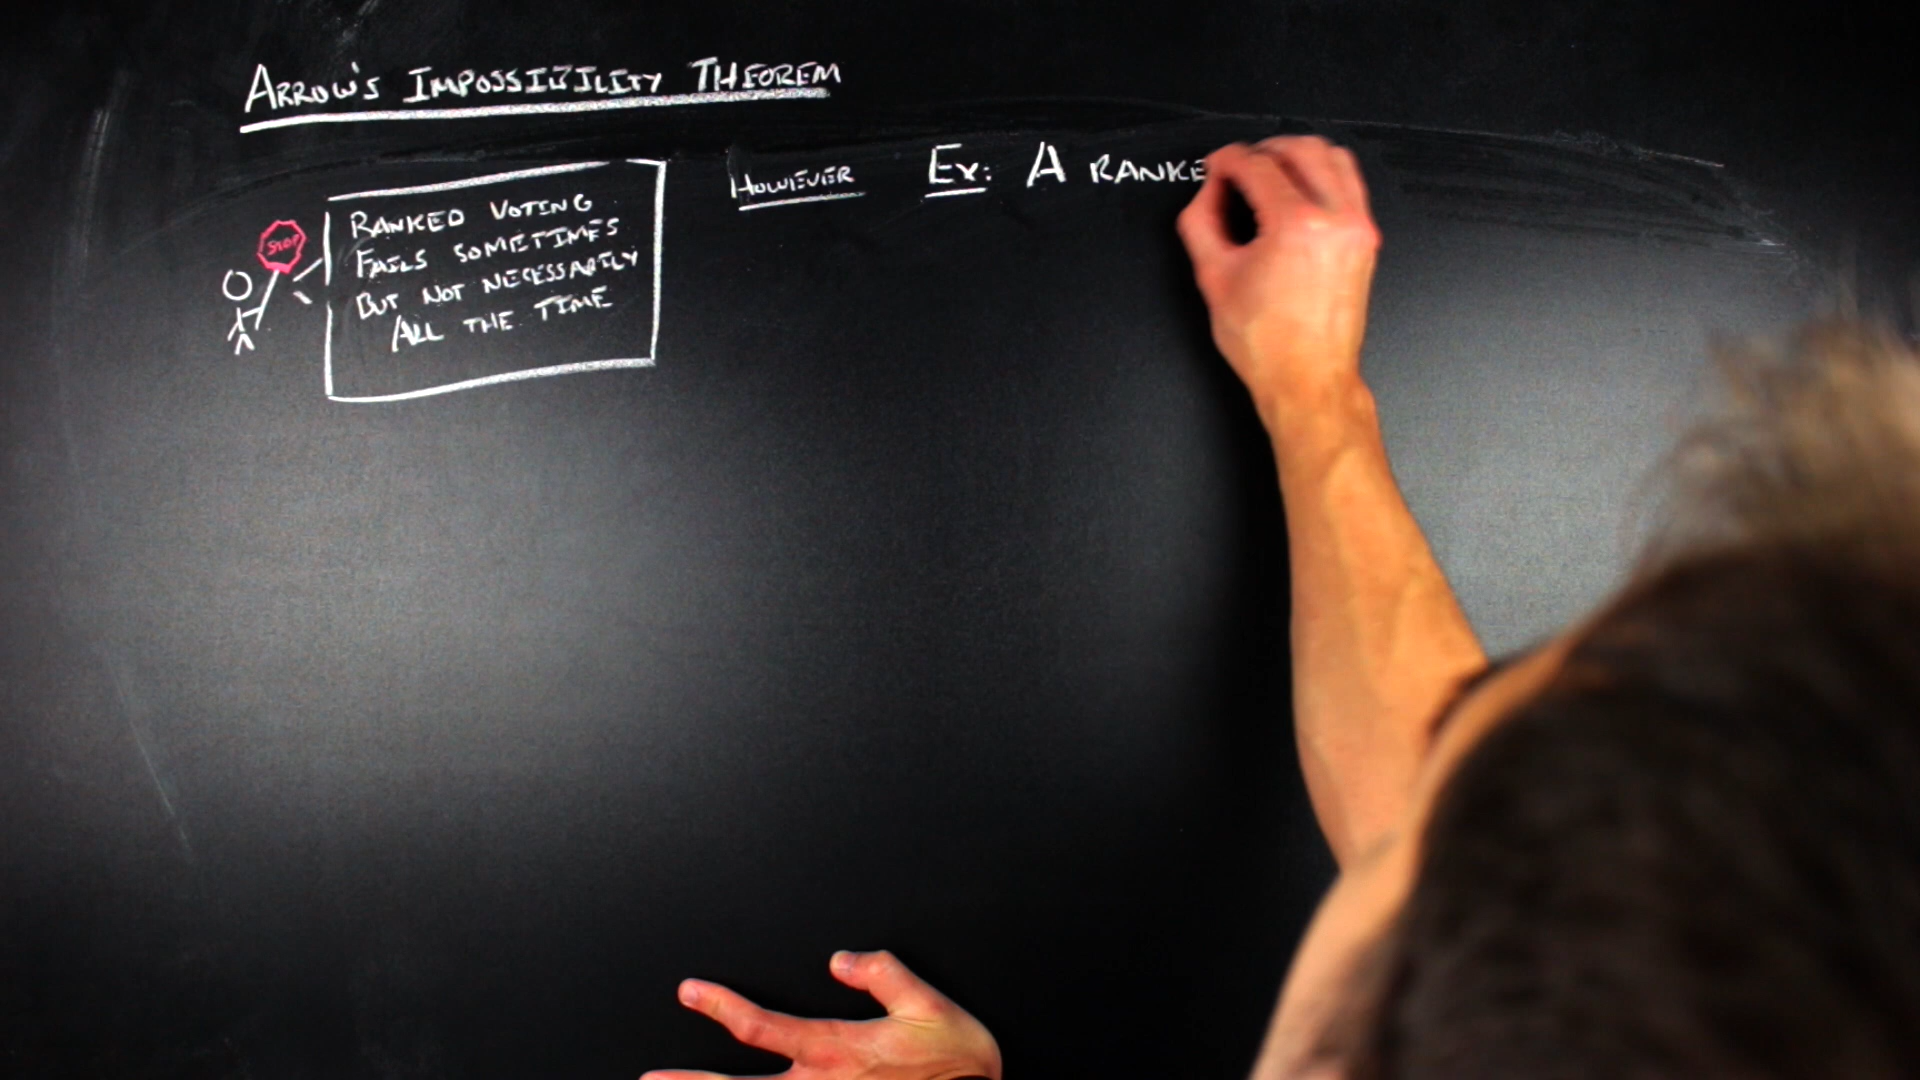 ARROW'S IMPOSSIBILITY THEOREM
STOP
RANKED VOTING
FAILS SOMETIMES
BUT NOT NECESSARILY
ALL THE TIME
HOWEVER
EX: A RANKE